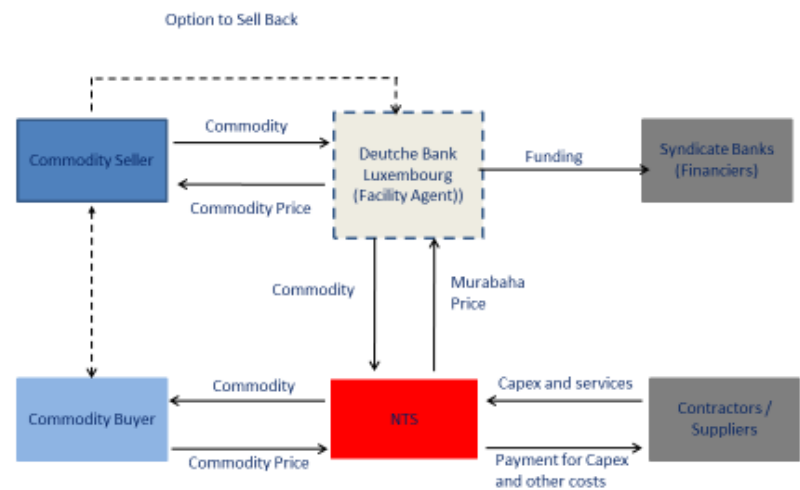 Option to Sell Back
Commodity Seller
Commodity
Commodity Price
Deutche Bank
Luxembourg
(Facility Agent))
Funding
Syndicate Banks
(Financiers)
Commodity
Murabaha
Price
Commodity Buyer
Commodity
Commodity Price
NTS
Capex and services
Payment for Capex
and other costs
Contractors /
Suppliers